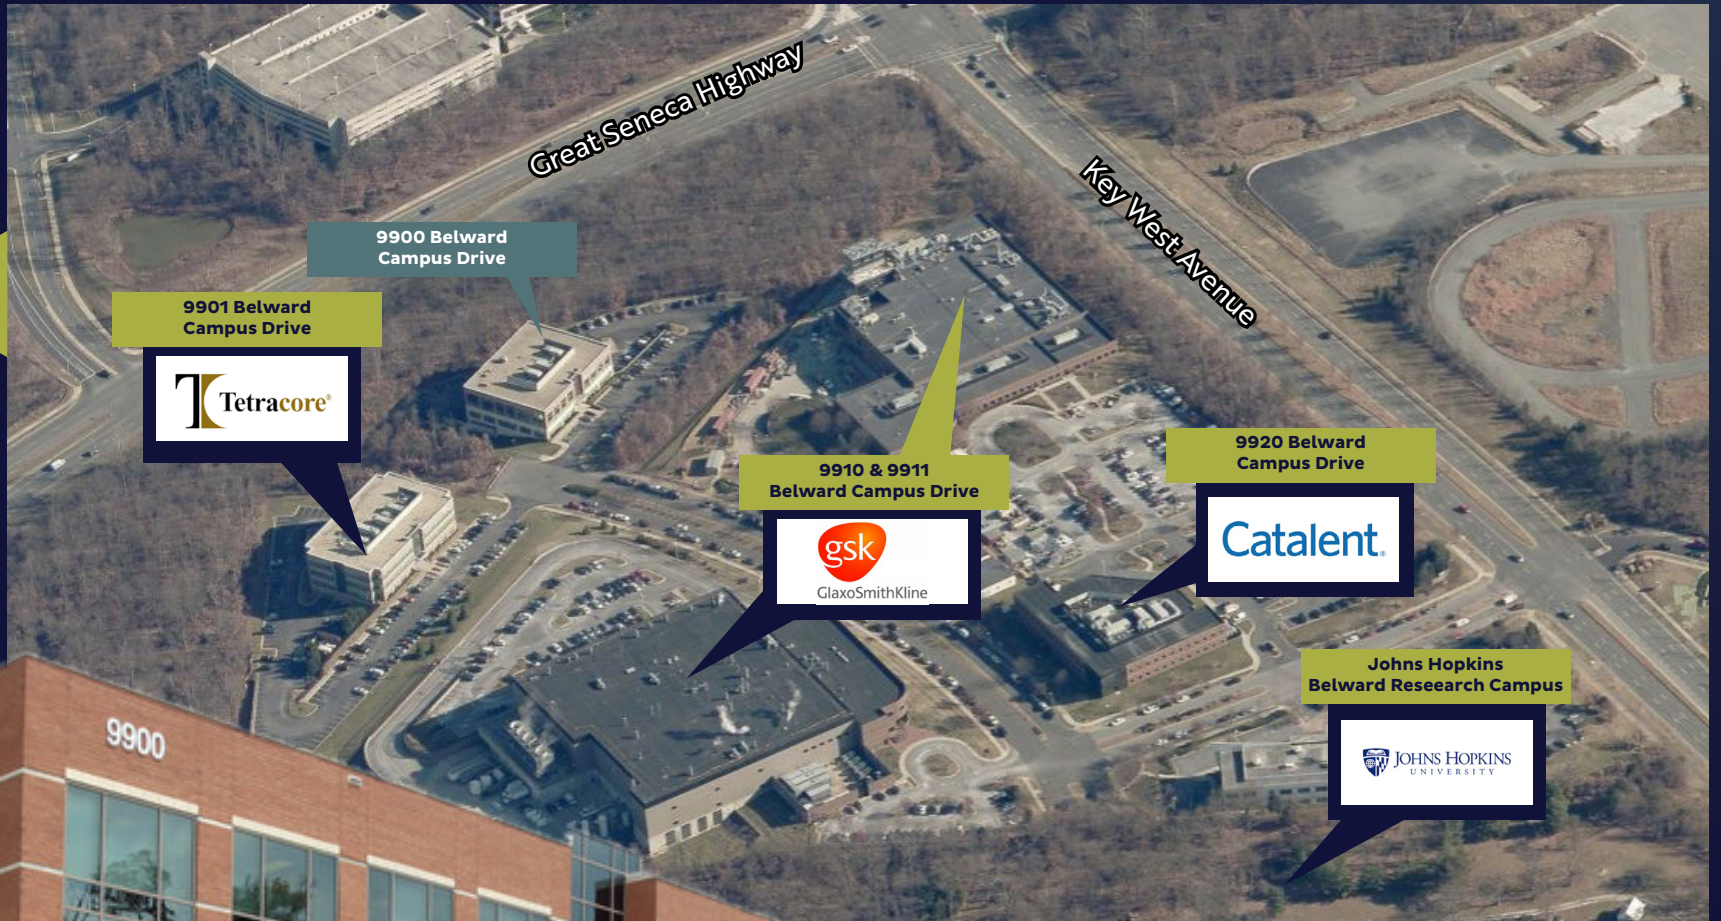 Great Seneca Highway
Key West Avenue
9900 Belward
Campus Drive
9901 Belward
Campus Drive
Tetracore®
9910 & 9911
Belward Campus Drive
gsk
GlaxoSmithKline
9920 Belward
Campus Drive
Catalent®
Johns Hopkins
Belward Reseearch Campus
JOHNS HOPKINS
UNIVERSITY
9900